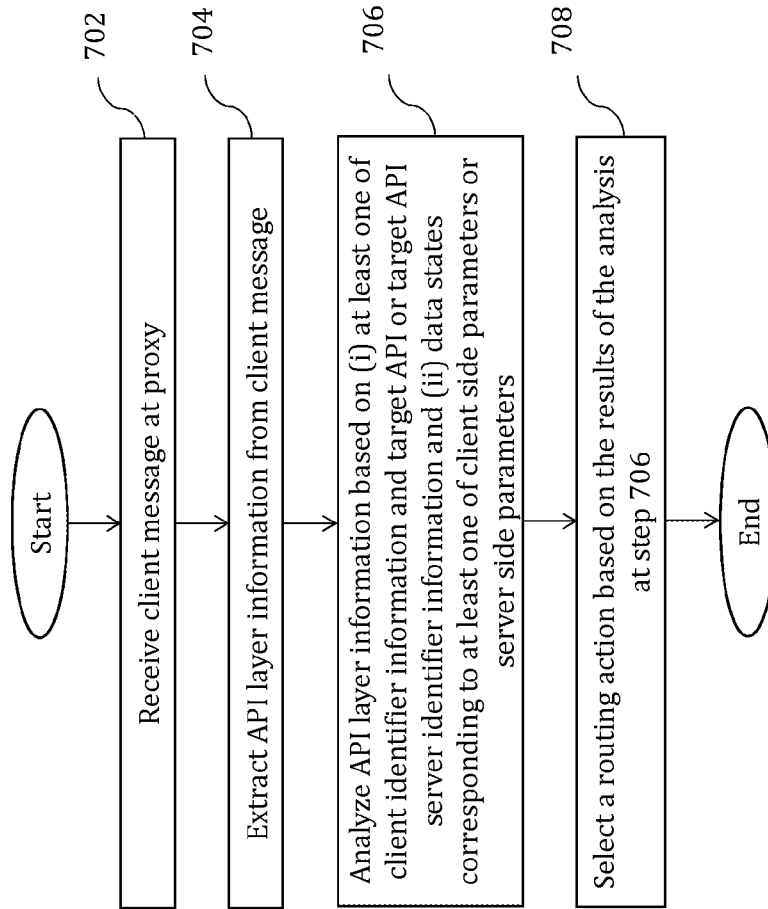 Start
702
Receive client message at proxy
704
Extract API layer information from client message
706
Analyze API layer information based on (i) at least one of
client identifier information and target API or target API
server identifier information and (ii) data states
corresponding to at least one of client side parameters or
server side parameters
708
Select a routing action based on the results of the analysis
at step 706
End